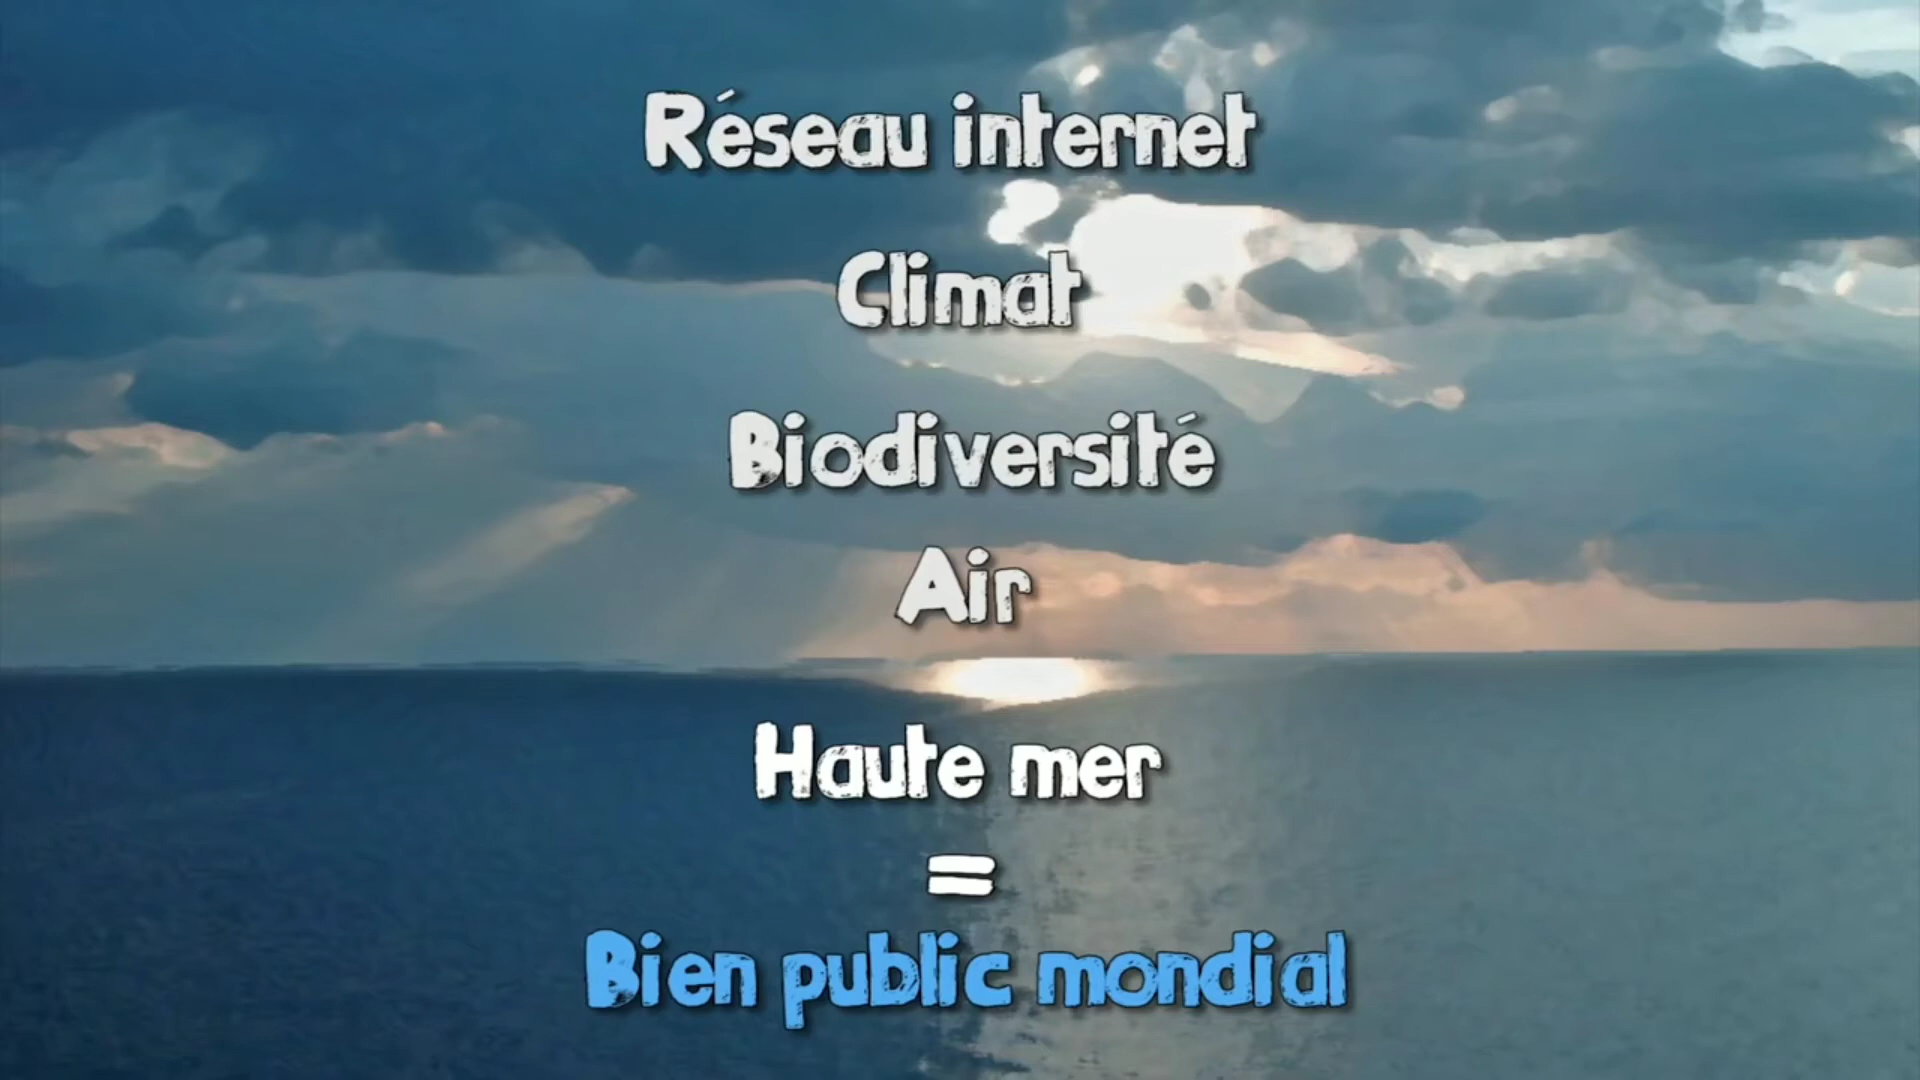 Réseau internet
Climat
Biodiversité
Air
Haute mer
=
Bien public mondial